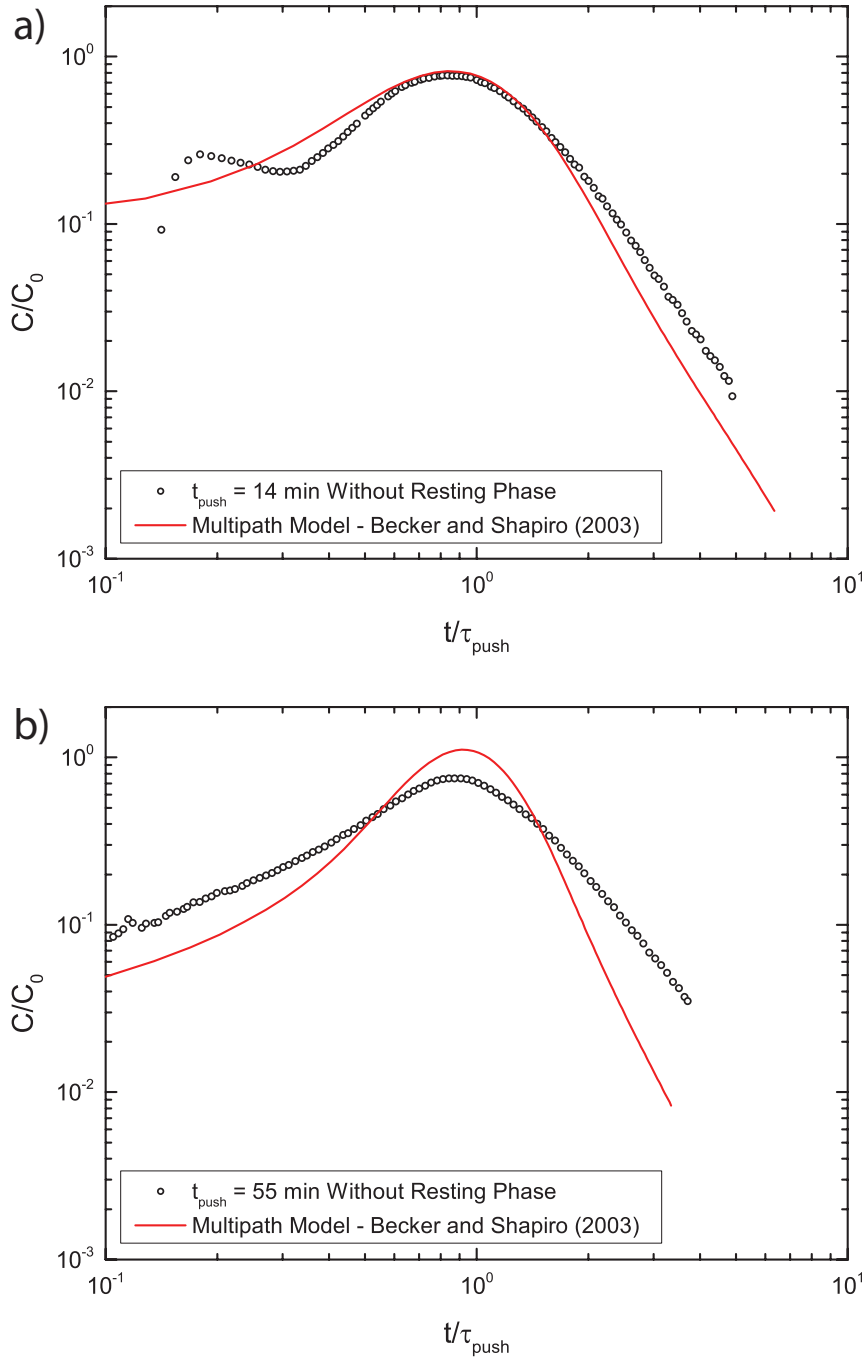 a)
10⁰
10⁻¹
10⁻²
10⁻³
C/C₀
t_push = 14 min Without Resting Phase
Multipath Model - Becker and Shapiro (2003)
10⁻¹ 10⁰ 10¹
t/τ_push
b)
10⁰
10⁻¹
10⁻²
10⁻³
C/C₀
t_push = 55 min Without Resting Phase
Multipath Model - Becker and Shapiro (2003)
10⁻¹ 10⁰ 10¹
t/τ_push